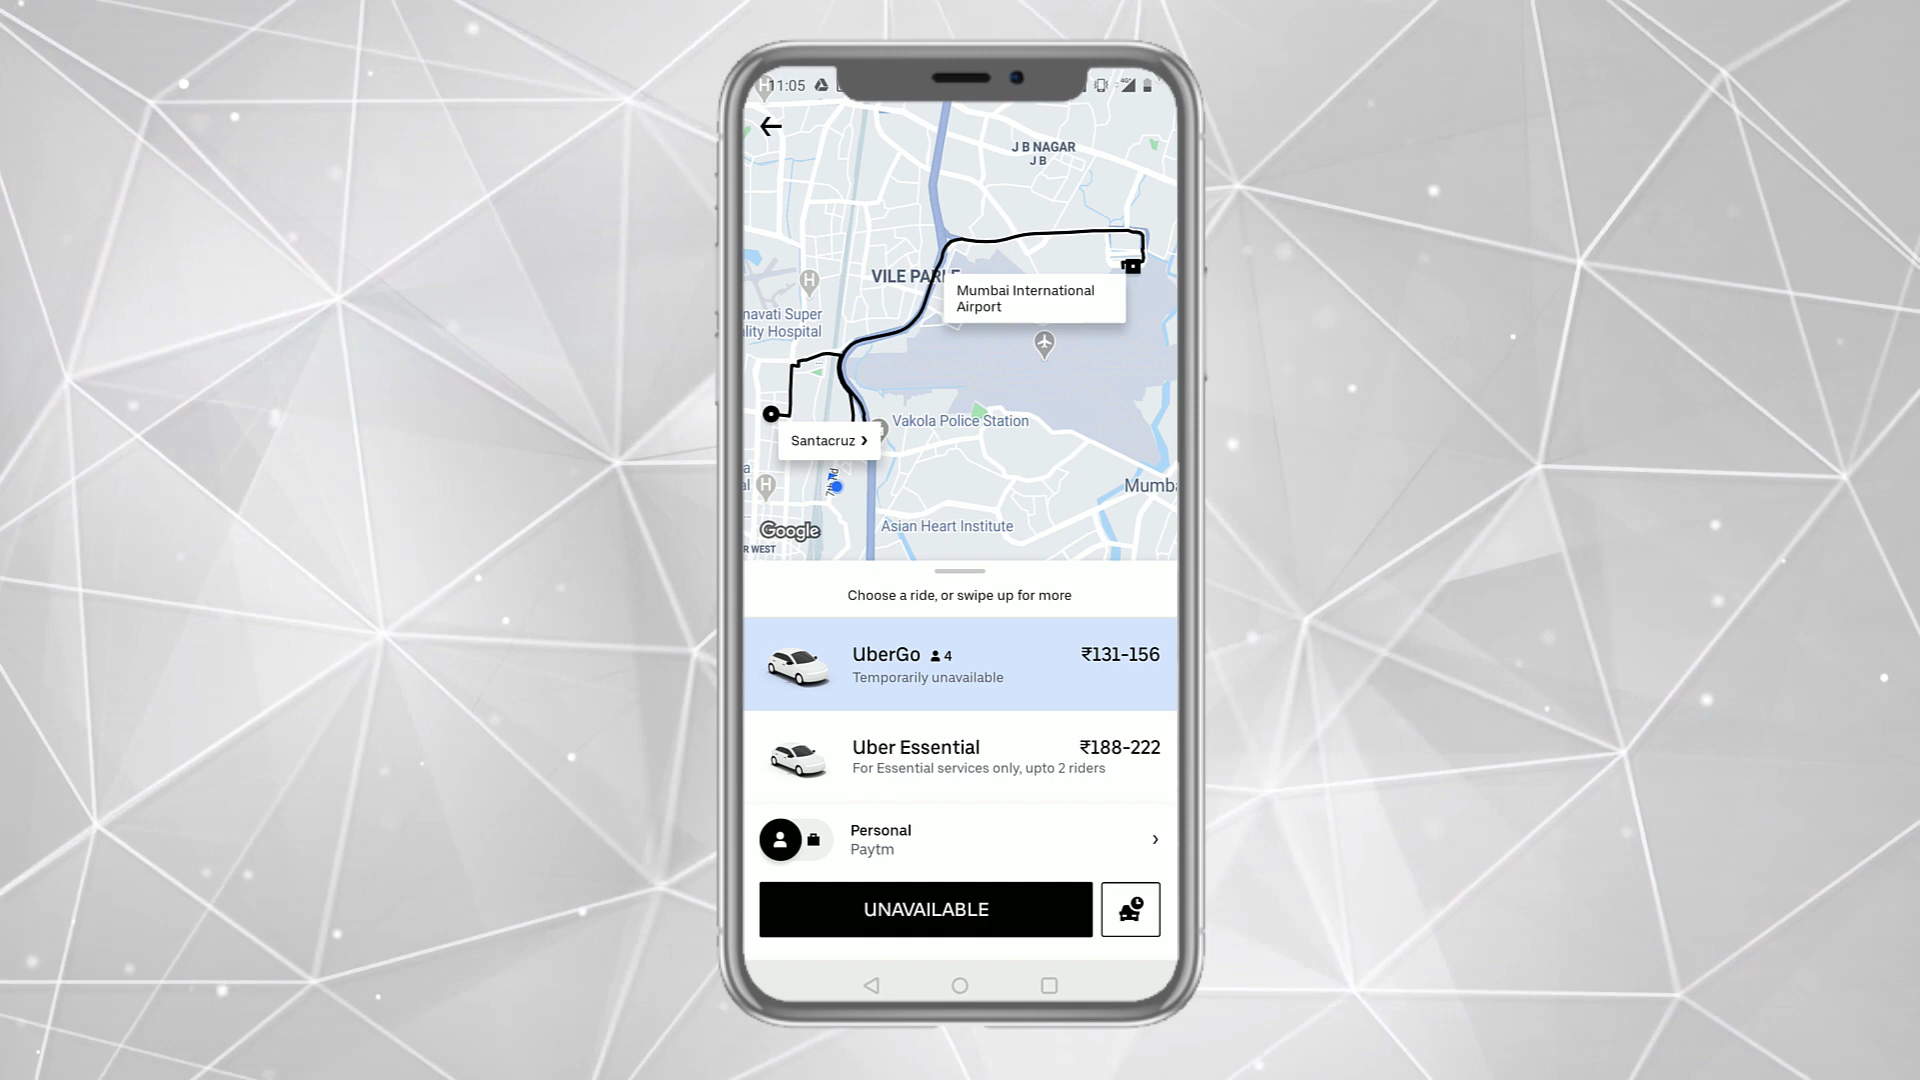 11:05
J B NAGAR
J B
VILE PARLE
Mumbai International
Airport
navati Super
lity Hospital
Vakola Police Station
Santacruz
7th Rd
Mumba
Asian Heart Institute
Google
R WEST
Choose a ride, or swipe up for more
UberGo 4 ₹131-156
Temporarily unavailable
Uber Essential ₹188-222
For Essential services only, upto 2 riders
Personal
Paytm
UNAVAILABLE